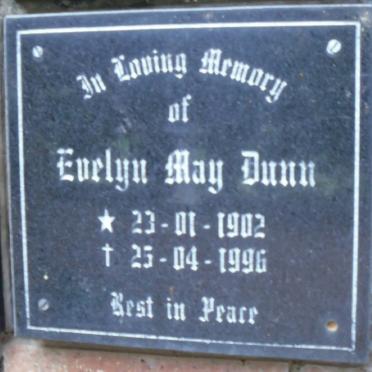 In Loving Memory
of
Evelyn May Dunn
★ 23-01-1902
† 25-04-1996
Rest in Peace